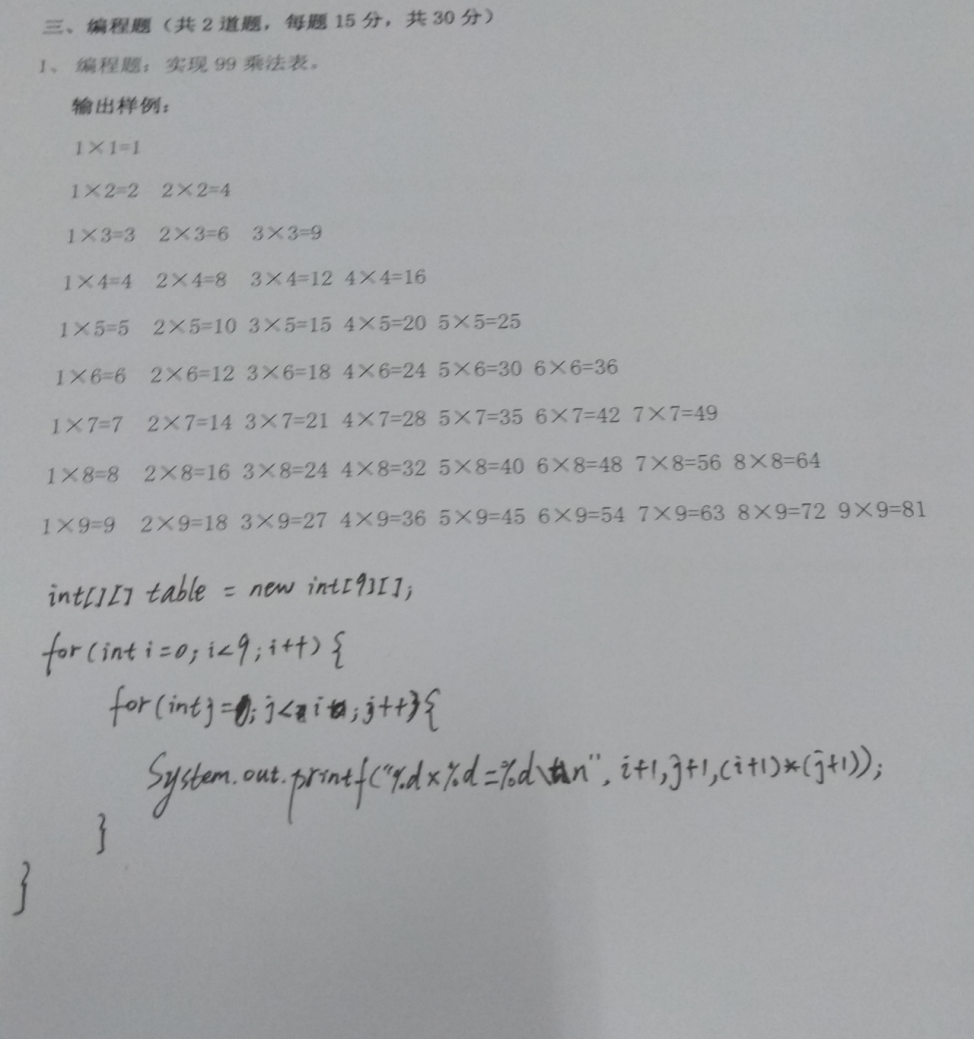 三、编程题（共 2 道题，每题 15 分，共 30 分）
1、 编程题：实现 99 乘法表。
输出样例：
1×1=1
1×2=2 2×2=4
1×3=3 2×3=6 3×3=9
1×4=4 2×4=8 3×4=12 4×4=16
1×5=5 2×5=10 3×5=15 4×5=20 5×5=25
1×6=6 2×6=12 3×6=18 4×6=24 5×6=30 6×6=36
1×7=7 2×7=14 3×7=21 4×7=28 5×7=35 6×7=42 7×7=49
1×8=8 2×8=16 3×8=24 4×8=32 5×8=40 6×8=48 7×8=56 8×8=64
1×9=9 2×9=18 3×9=27 4×9=36 5×9=45 6×9=54 7×9=63 8×9=72 9×9=81
int[][] table = new int[9][];
for(int i=0; i<9; i++) {
for(int j=0; j<i; j++){
System.out.printf("%d×%d=%d\n", i+1, j+1, (i+1)*(j+1));
}
}